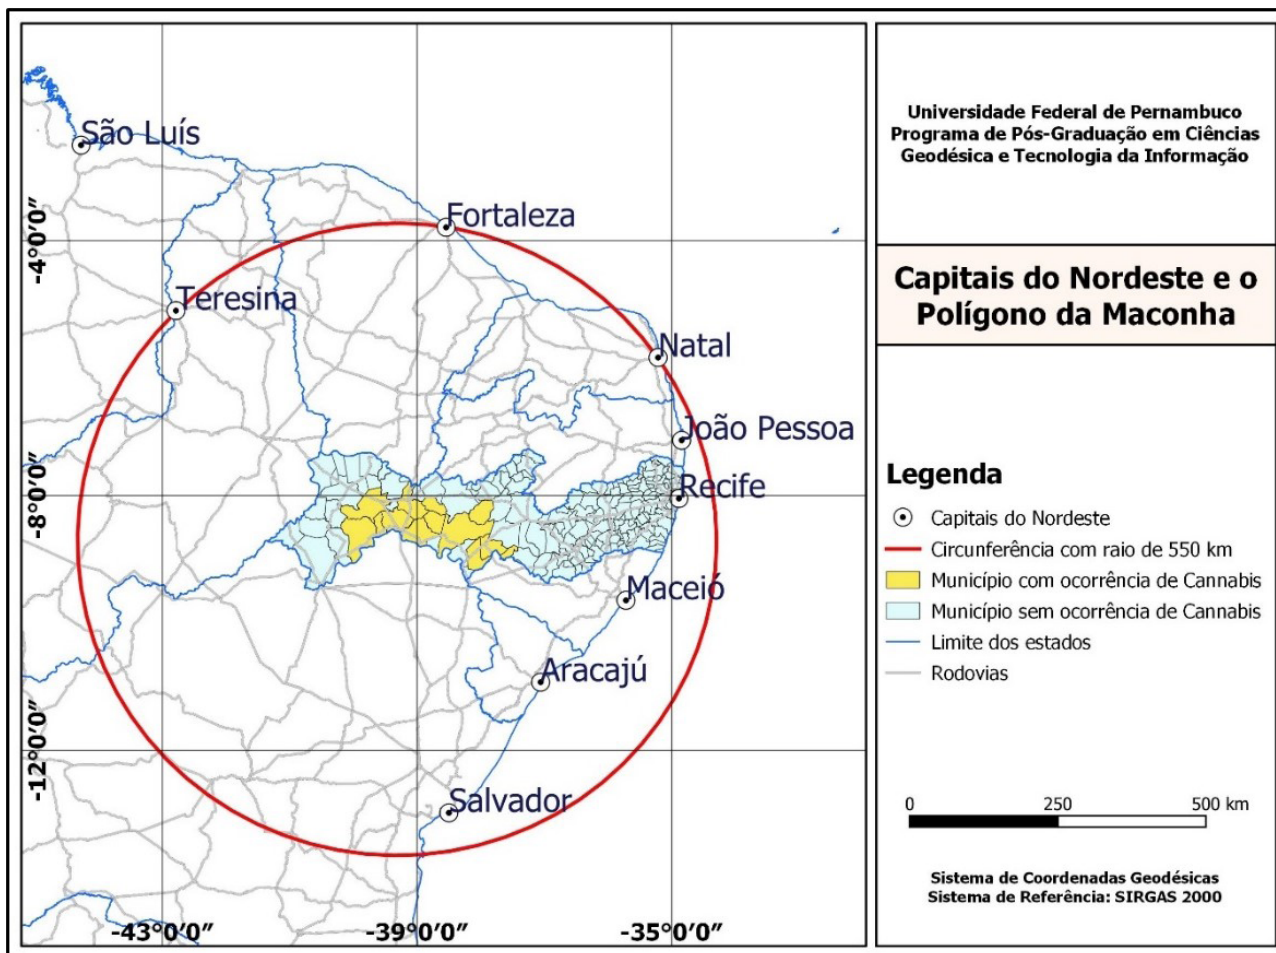 São Luís
Fortaleza
-4°0′0″
Teresina
Natal
João Pessoa
-8°0′0″
Recife
Maceió
Aracajú
-12°0′0″
Salvador
-43°0′0″
-39°0′0″
-35°0′0″
Universidade Federal de Pernambuco
Programa de Pós-Graduação em Ciências
Geodésica e Tecnologia da Informação
Capitais do Nordeste e o
Polígono da Maconha
Legenda
Capitais do Nordeste
Circunferência com raio de 550 km
Município com ocorrência de Cannabis
Município sem ocorrência de Cannabis
Limite dos estados
Rodovias
0 250 500 km
Sistema de Coordenadas Geodésicas
Sistema de Referência: SIRGAS 2000